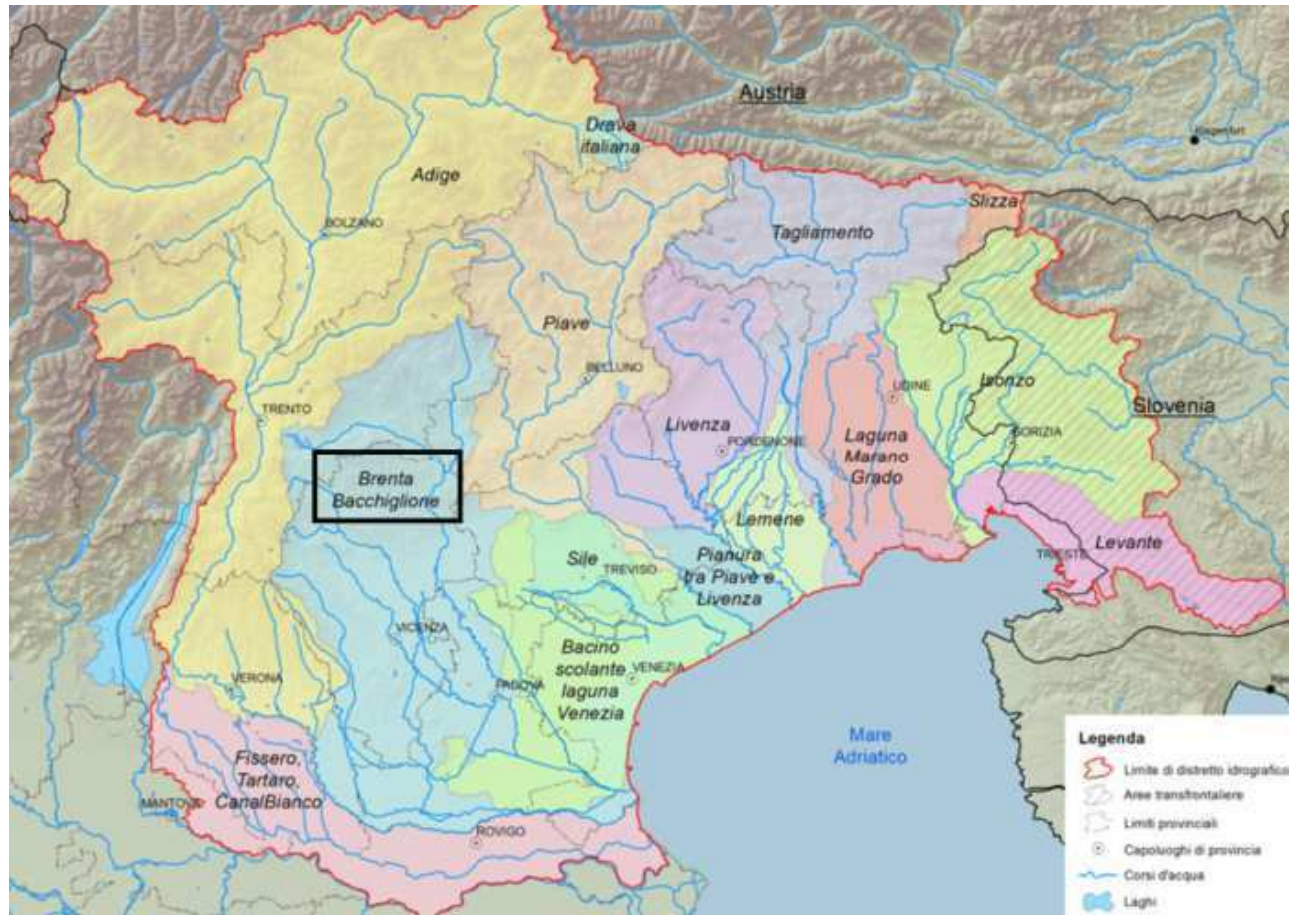 Austria
Klagenfurt
Drava
italiana
Adige
Slizza
BOLZANO
Tagliamento
Piave
BELLUNO
Isonzo
UDINE
TRENTO
Slovenia
Livenza
PORDENONE
Laguna
Marano
Grado
GORIZIA
Brenta
Bacchiglione
Lemene
Levante
Sile
TREVISO
Pianura
tra Piave e
Livenza
TRIESTE
VICENZA
Bacino
scolante
laguna
Venezia
VENEZIA
PADOVA
VERONA
Mare
Adriatico
Fissero,
Tartaro,
CanalBianco
MANTOVA
ROVIGO
Legenda
Limite di distretto idrografico
Aree transfrontaliere
Limiti provinciali
Capoluoghi di provincia
Corsi d'acqua
Laghi